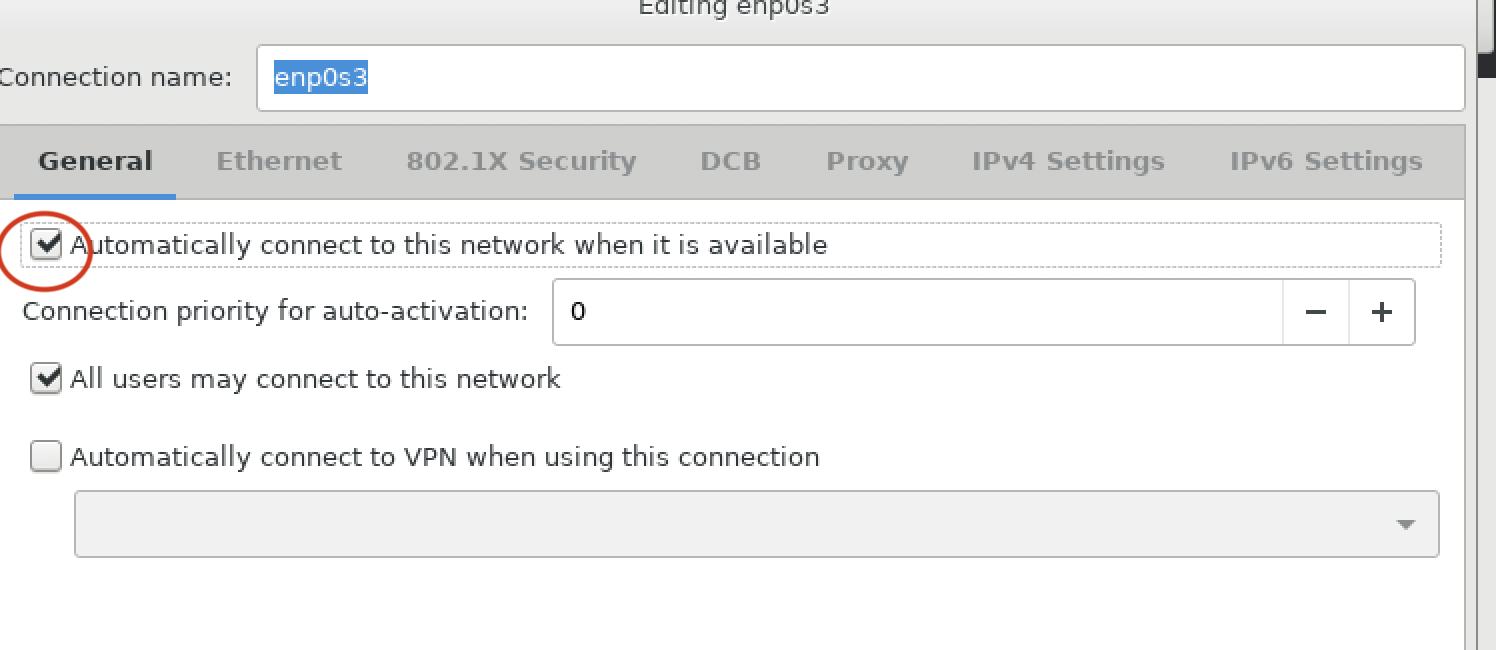 Editing enp0s3
Connection name: enp0s3
General Ethernet 802.1X Security DCB Proxy IPv4 Settings IPv6 Settings
Automatically connect to this network when it is available
Connection priority for auto-activation: 0 − +
All users may connect to this network
Automatically connect to VPN when using this connection